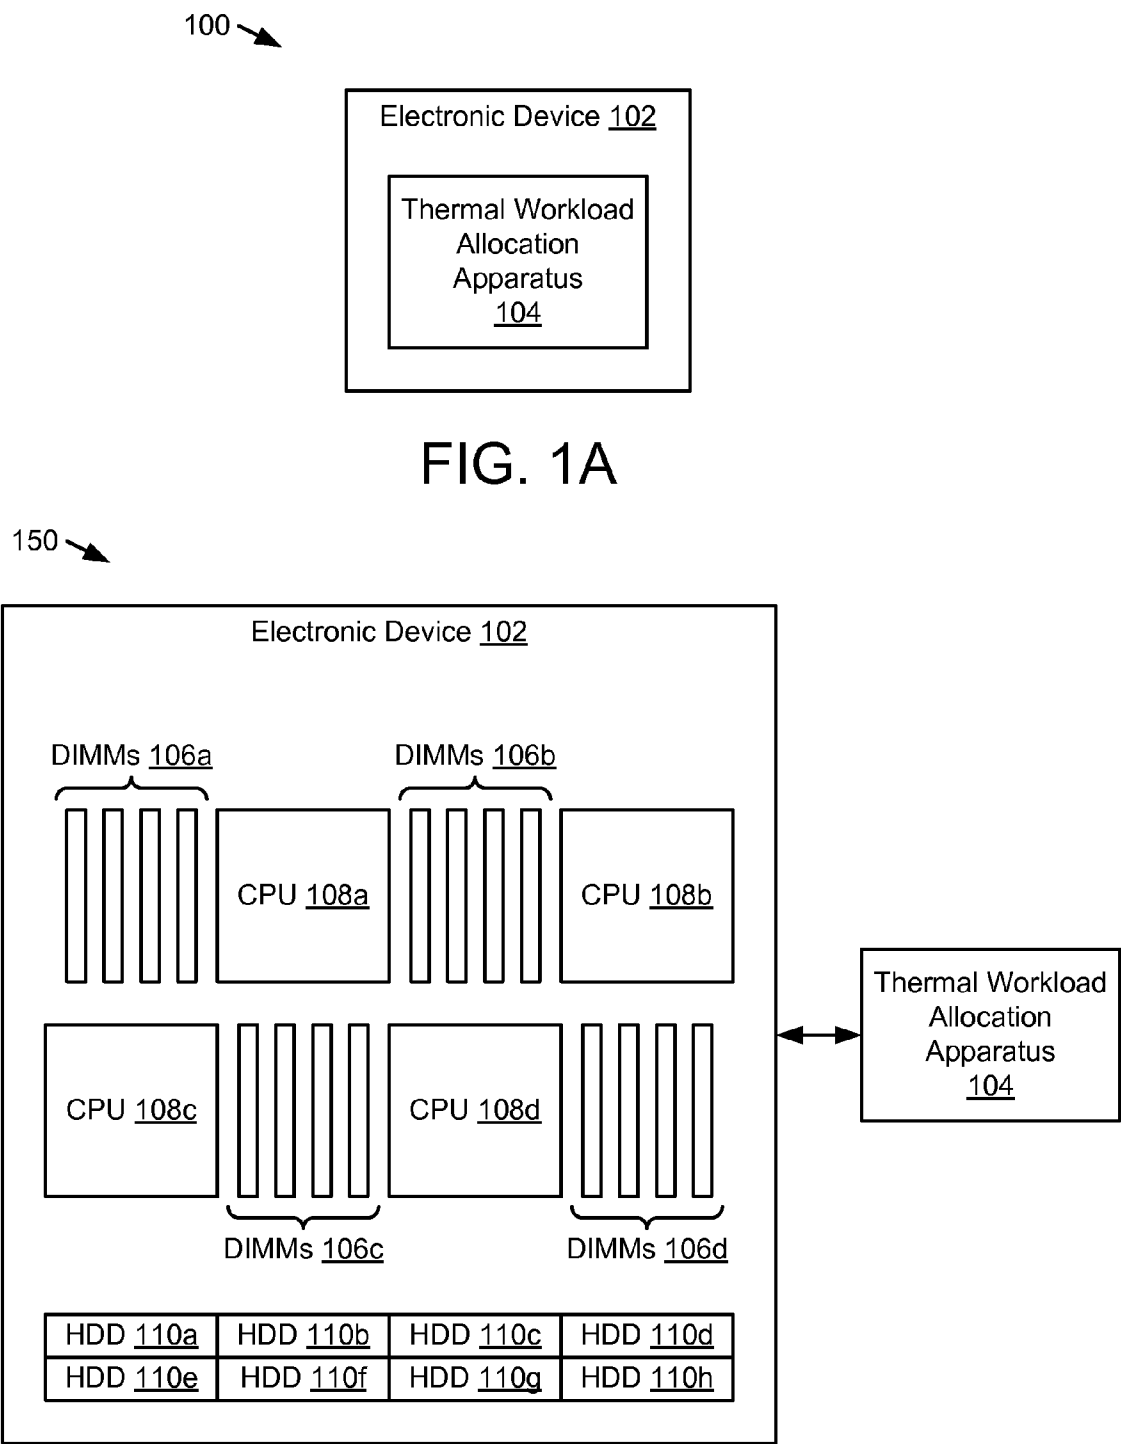 100
Electronic Device 102
Thermal Workload
Allocation
Apparatus
104
FIG. 1A
150
Electronic Device 102
DIMMs 106a
DIMMs 106b
CPU 108a
CPU 108b
Thermal Workload
Allocation
Apparatus
104
CPU 108c
CPU 108d
DIMMs 106c
DIMMs 106d
HDD 110a
HDD 110b
HDD 110c
HDD 110d
HDD 110e
HDD 110f
HDD 110g
HDD 110h